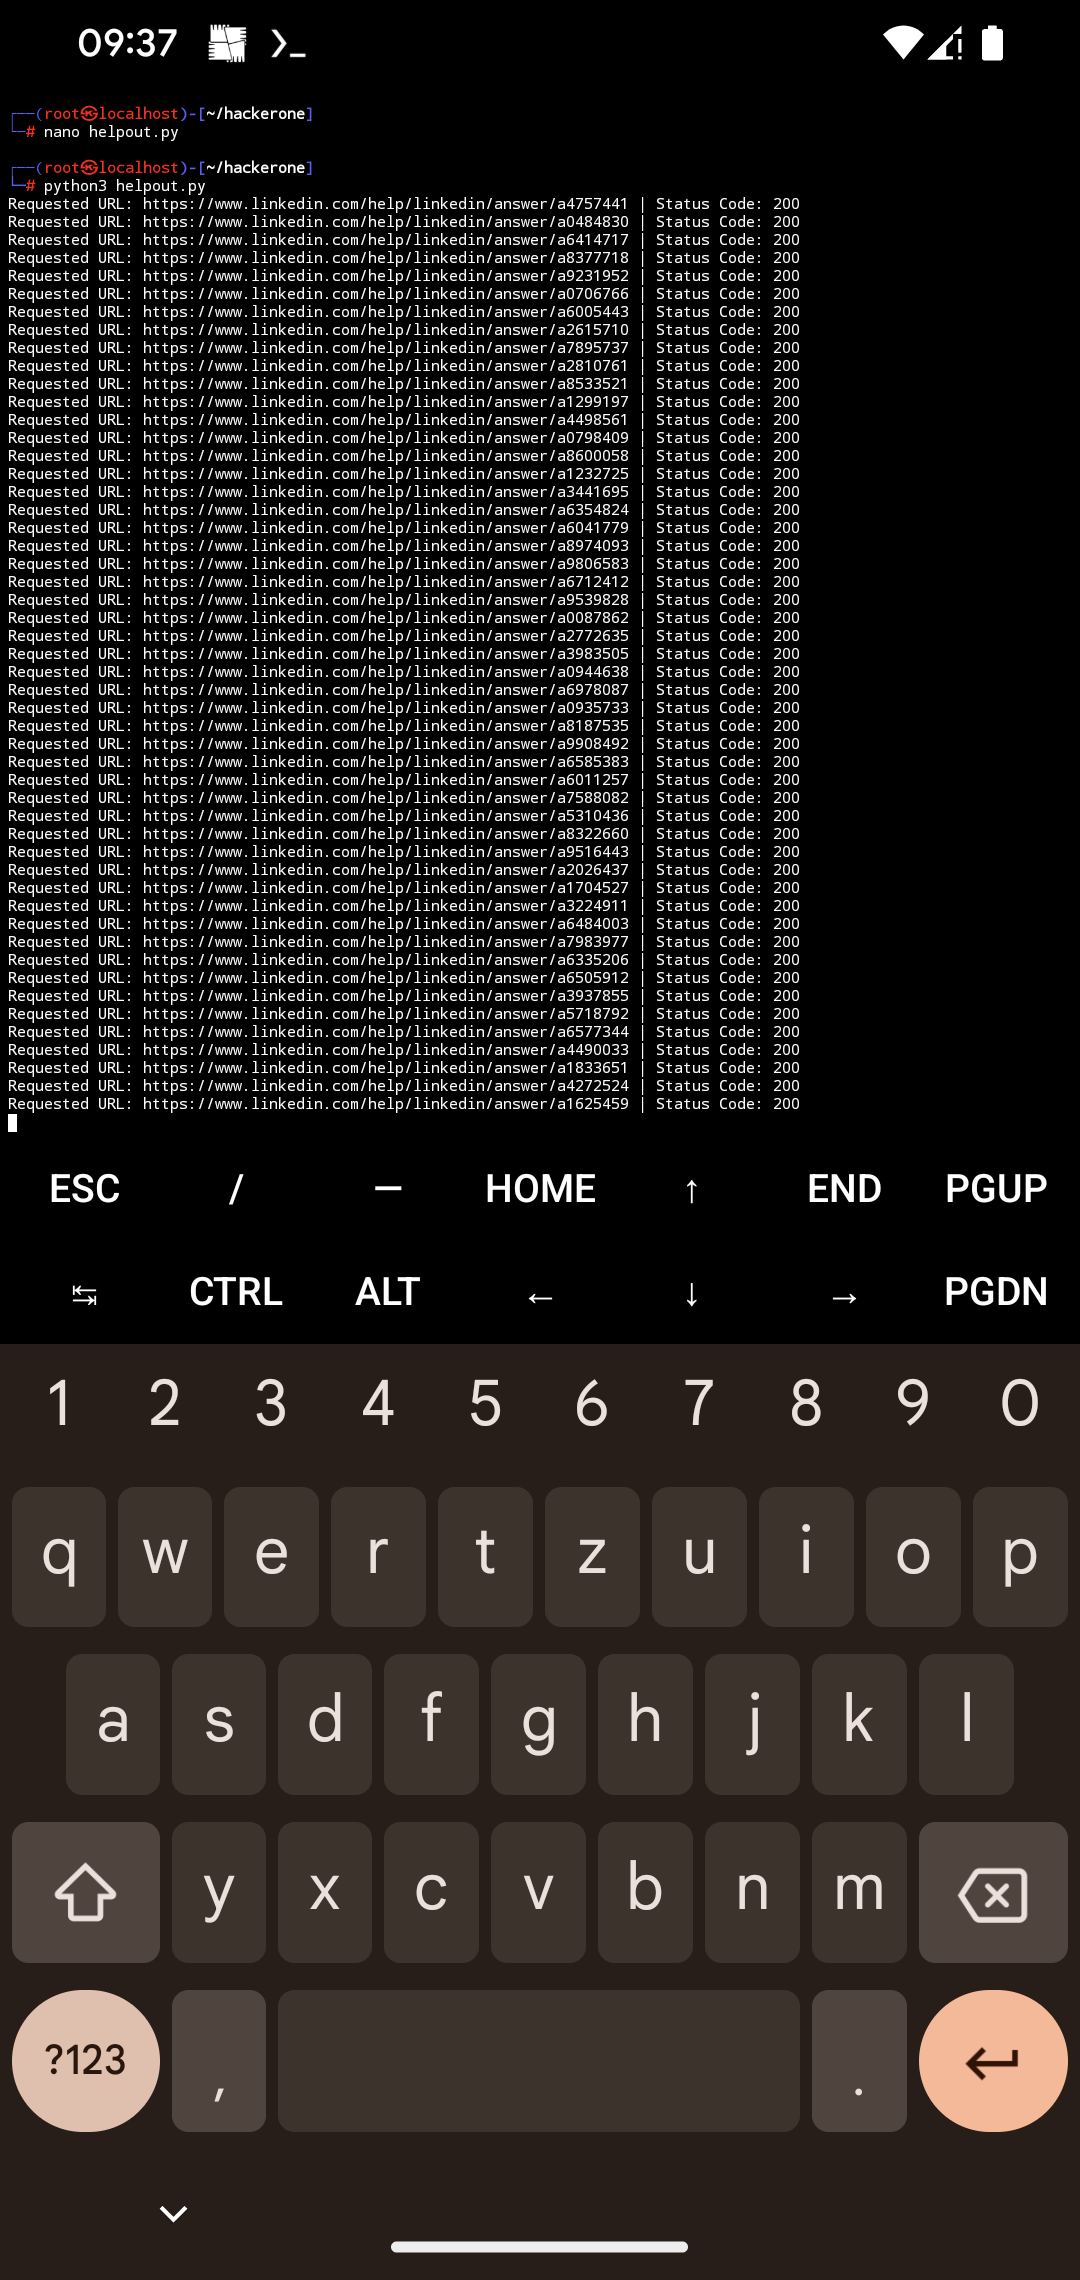 09:37
┌──(root㉿localhost)-[~/hackerone]
└─# nano helpout.py
┌──(root㉿localhost)-[~/hackerone]
└─# python3 helpout.py
Requested URL: https://www.linkedin.com/help/linkedin/answer/a4757441 | Status Code: 200
Requested URL: https://www.linkedin.com/help/linkedin/answer/a0484830 | Status Code: 200
Requested URL: https://www.linkedin.com/help/linkedin/answer/a6414717 | Status Code: 200
Requested URL: https://www.linkedin.com/help/linkedin/answer/a8377718 | Status Code: 200
Requested URL: https://www.linkedin.com/help/linkedin/answer/a9231952 | Status Code: 200
Requested URL: https://www.linkedin.com/help/linkedin/answer/a0706766 | Status Code: 200
Requested URL: https://www.linkedin.com/help/linkedin/answer/a6005443 | Status Code: 200
Requested URL: https://www.linkedin.com/help/linkedin/answer/a2615710 | Status Code: 200
Requested URL: https://www.linkedin.com/help/linkedin/answer/a7895737 | Status Code: 200
Requested URL: https://www.linkedin.com/help/linkedin/answer/a2810761 | Status Code: 200
Requested URL: https://www.linkedin.com/help/linkedin/answer/a8533521 | Status Code: 200
Requested URL: https://www.linkedin.com/help/linkedin/answer/a1299197 | Status Code: 200
Requested URL: https://www.linkedin.com/help/linkedin/answer/a4498561 | Status Code: 200
Requested URL: https://www.linkedin.com/help/linkedin/answer/a0798409 | Status Code: 200
Requested URL: https://www.linkedin.com/help/linkedin/answer/a8600058 | Status Code: 200
Requested URL: https://www.linkedin.com/help/linkedin/answer/a1232725 | Status Code: 200
Requested URL: https://www.linkedin.com/help/linkedin/answer/a3441695 | Status Code: 200
Requested URL: https://www.linkedin.com/help/linkedin/answer/a6354824 | Status Code: 200
Requested URL: https://www.linkedin.com/help/linkedin/answer/a6041779 | Status Code: 200
Requested URL: https://www.linkedin.com/help/linkedin/answer/a8974093 | Status Code: 200
Requested URL: https://www.linkedin.com/help/linkedin/answer/a9806583 | Status Code: 200
Requested URL: https://www.linkedin.com/help/linkedin/answer/a6712412 | Status Code: 200
Requested URL: https://www.linkedin.com/help/linkedin/answer/a9539828 | Status Code: 200
Requested URL: https://www.linkedin.com/help/linkedin/answer/a0087862 | Status Code: 200
Requested URL: https://www.linkedin.com/help/linkedin/answer/a2772635 | Status Code: 200
Requested URL: https://www.linkedin.com/help/linkedin/answer/a3983505 | Status Code: 200
Requested URL: https://www.linkedin.com/help/linkedin/answer/a0944638 | Status Code: 200
Requested URL: https://www.linkedin.com/help/linkedin/answer/a6978087 | Status Code: 200
Requested URL: https://www.linkedin.com/help/linkedin/answer/a0935733 | Status Code: 200
Requested URL: https://www.linkedin.com/help/linkedin/answer/a8187535 | Status Code: 200
Requested URL: https://www.linkedin.com/help/linkedin/answer/a9908492 | Status Code: 200
Requested URL: https://www.linkedin.com/help/linkedin/answer/a6585383 | Status Code: 200
Requested URL: https://www.linkedin.com/help/linkedin/answer/a6011257 | Status Code: 200
Requested URL: https://www.linkedin.com/help/linkedin/answer/a7588082 | Status Code: 200
Requested URL: https://www.linkedin.com/help/linkedin/answer/a5310436 | Status Code: 200
Requested URL: https://www.linkedin.com/help/linkedin/answer/a8322660 | Status Code: 200
Requested URL: https://www.linkedin.com/help/linkedin/answer/a9516443 | Status Code: 200
Requested URL: https://www.linkedin.com/help/linkedin/answer/a2026437 | Status Code: 200
Requested URL: https://www.linkedin.com/help/linkedin/answer/a1704527 | Status Code: 200
Requested URL: https://www.linkedin.com/help/linkedin/answer/a3224911 | Status Code: 200
Requested URL: https://www.linkedin.com/help/linkedin/answer/a6484003 | Status Code: 200
Requested URL: https://www.linkedin.com/help/linkedin/answer/a7983977 | Status Code: 200
Requested URL: https://www.linkedin.com/help/linkedin/answer/a6335206 | Status Code: 200
Requested URL: https://www.linkedin.com/help/linkedin/answer/a6505912 | Status Code: 200
Requested URL: https://www.linkedin.com/help/linkedin/answer/a3937855 | Status Code: 200
Requested URL: https://www.linkedin.com/help/linkedin/answer/a5718792 | Status Code: 200
Requested URL: https://www.linkedin.com/help/linkedin/answer/a6577344 | Status Code: 200
Requested URL: https://www.linkedin.com/help/linkedin/answer/a4490033 | Status Code: 200
Requested URL: https://www.linkedin.com/help/linkedin/answer/a1833651 | Status Code: 200
Requested URL: https://www.linkedin.com/help/linkedin/answer/a4272524 | Status Code: 200
Requested URL: https://www.linkedin.com/help/linkedin/answer/a1625459 | Status Code: 200
ESC / — HOME ↑ END PGUP
↹ CTRL ALT ← ↓ → PGDN
1 2 3 4 5 6 7 8 9 0
q w e r t z u i o p
a s d f g h j k l
y x c v b n m
?123 , .